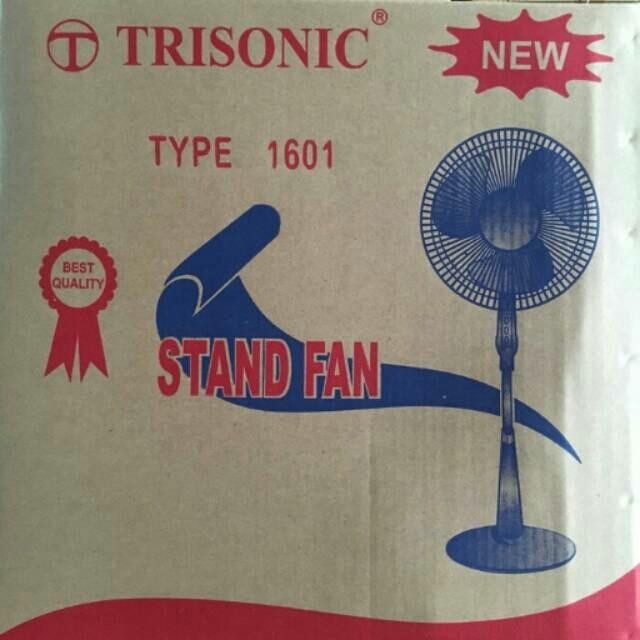 TRISONIC®
NEW
TYPE 1601
BEST
QUALITY
STAND FAN